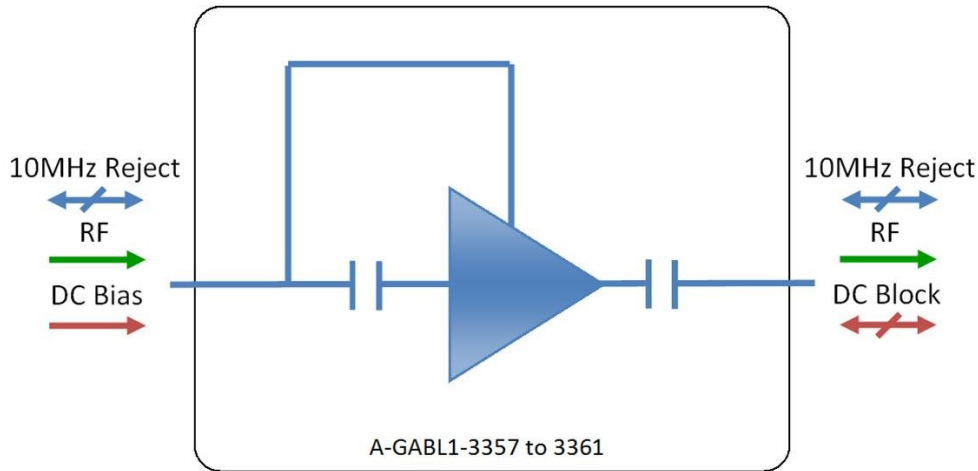 10MHz Reject
RF
DC Bias
10MHz Reject
RF
DC Block
A-GABL1-3357 to 3361